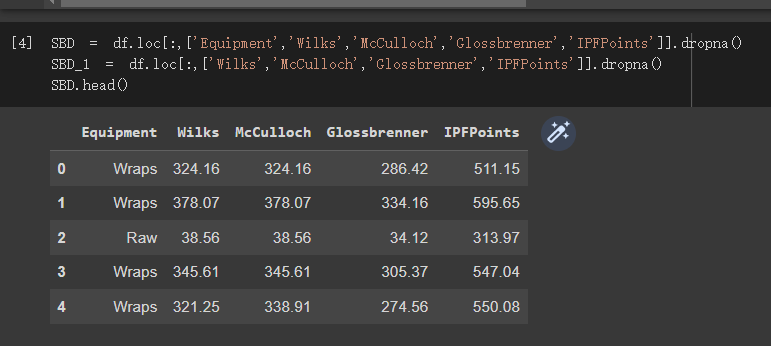 [4] SBD = df.loc[:,['Equipment','Wilks','McCulloch','Glossbrenner','IPFPoints']].dropna()
SBD_1 = df.loc[:,['Wilks','McCulloch','Glossbrenner','IPFPoints']].dropna()
SBD.head()
Equipment Wilks McCulloch Glossbrenner IPFPoints
0 Wraps 324.16 324.16 286.42 511.15
1 Wraps 378.07 378.07 334.16 595.65
2 Raw 38.56 38.56 34.12 313.97
3 Wraps 345.61 345.61 305.37 547.04
4 Wraps 321.25 338.91 274.56 550.08